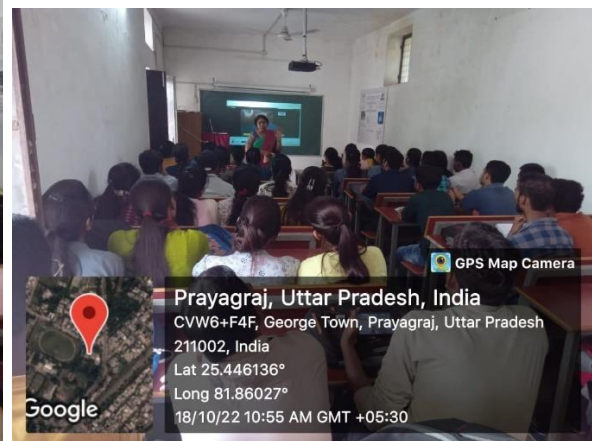 GPS Map Camera
Prayagraj, Uttar Pradesh, India
CVW6+F4F, George Town, Prayagraj, Uttar Pradesh
211002, India
Lat 25.446136°
Long 81.86027°
18/10/22 10:55 AM GMT +05:30
Google